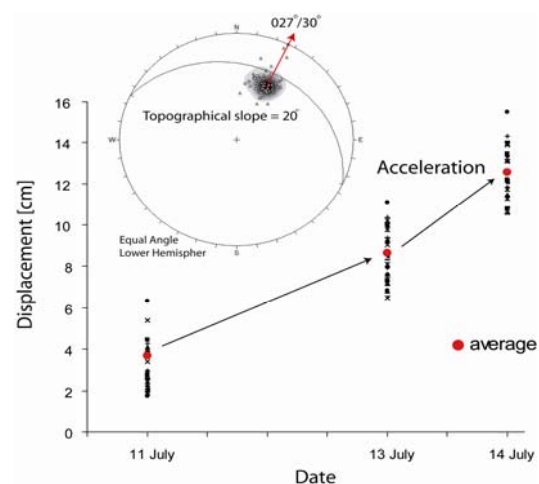 027°/30°
N
W
E
S
Topographical slope = 20°
Equal Angle
Lower Hemispher
Acceleration
average
Displacement [cm]
16
14
12
10
8
6
4
2
0
11 July
13 July
14 July
Date